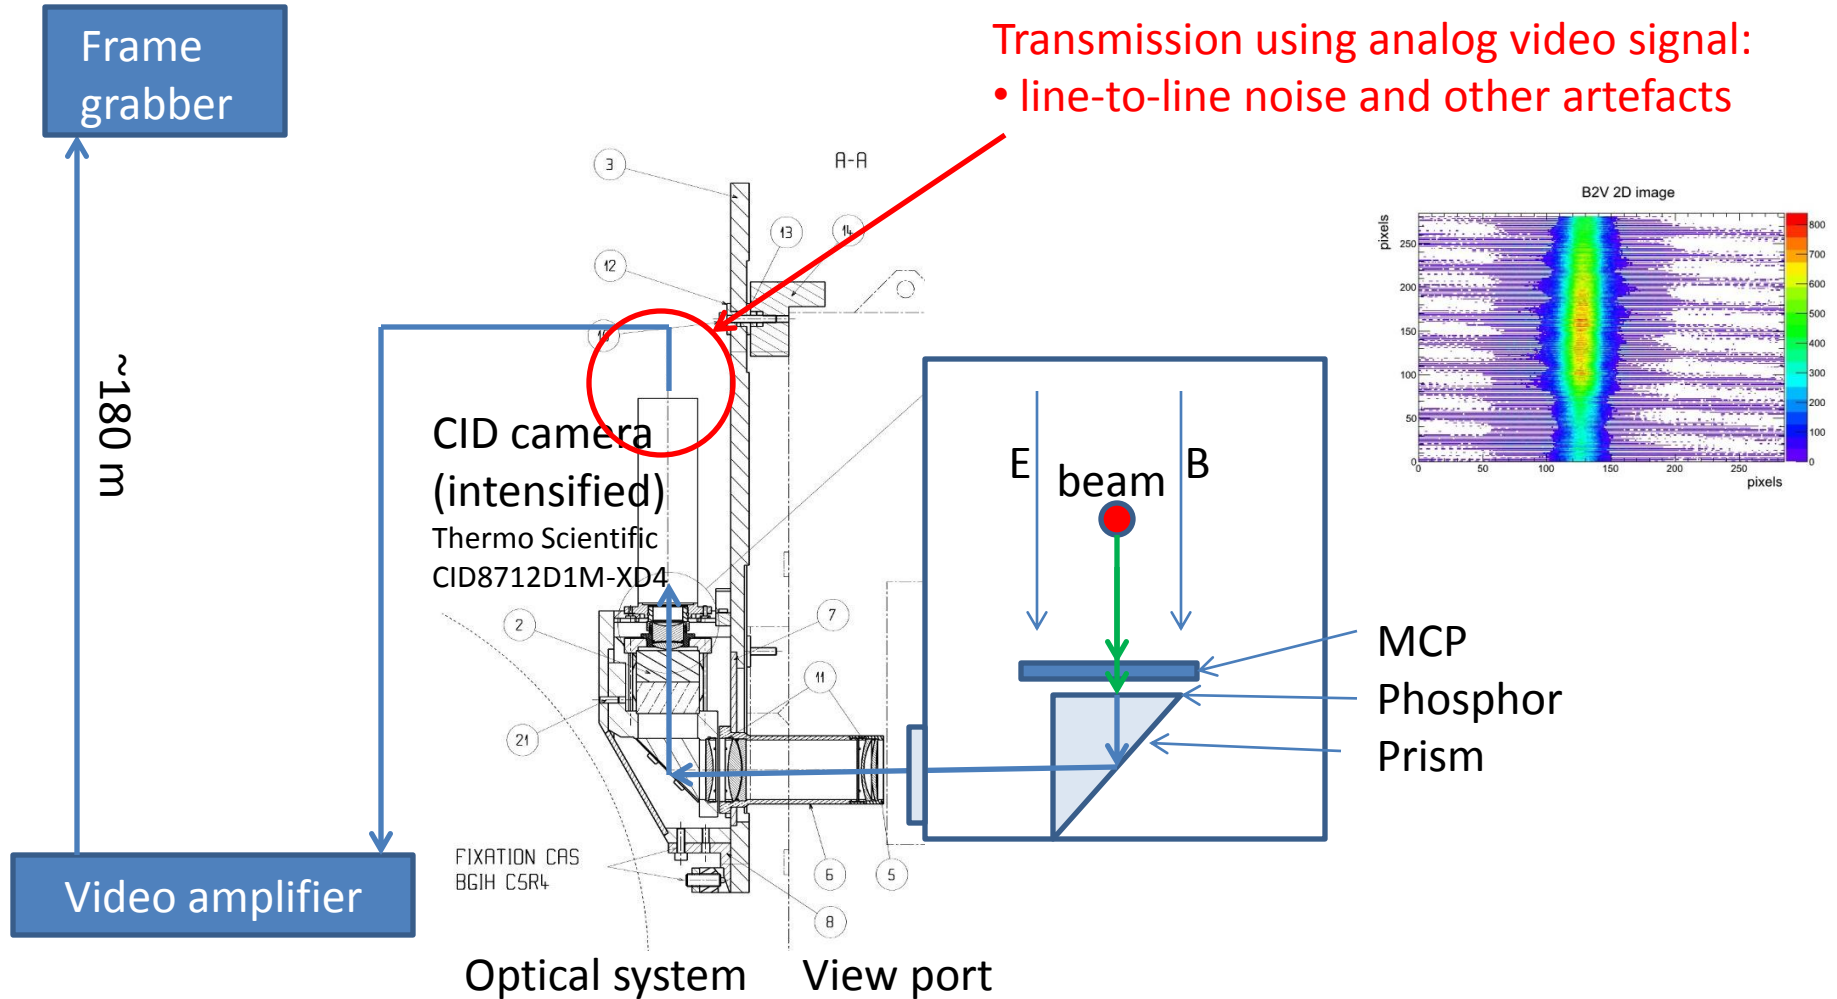 Frame
grabber
Transmission using analog video signal:
• line-to-line noise and other artefacts
~180 m
Video amplifier
A-A
3
13
14
12
2
7
11
21
6
5
8
CID camera
(intensified)
Thermo Scientific
CID8712D1M-XD4
FIXATION CAS
BGIH C5R4
Optical system
View port
E
beam
B
MCP
Phosphor
Prism
B2V 2D image
pixels
250
200
150
100
50
0
0 50 100 150 200 250
pixels
800
700
600
500
400
300
200
100
0